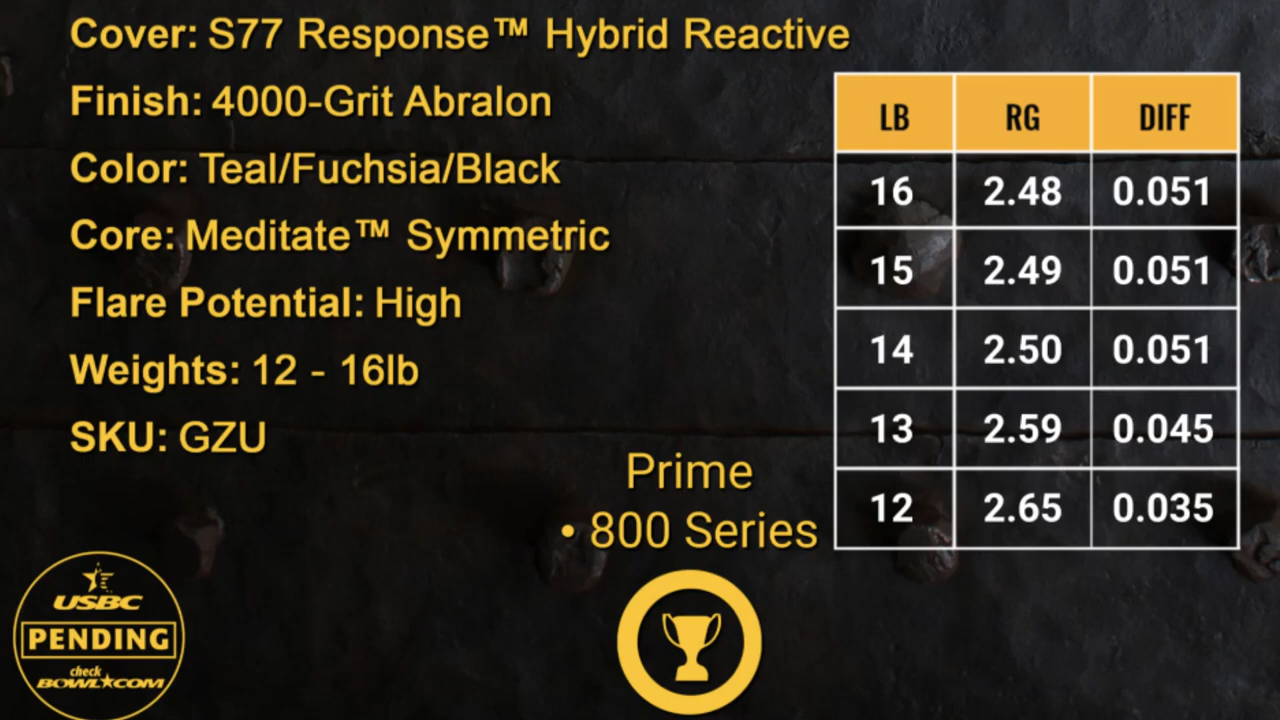 Cover: S77 Response™ Hybrid Reactive
Finish: 4000-Grit Abralon
Color: Teal/Fuchsia/Black
Core: Meditate™ Symmetric
Flare Potential: High
Weights: 12 - 16lb
SKU: GZU
LB RG DIFF
16 2.48 0.051
15 2.49 0.051
14 2.50 0.051
13 2.59 0.045
12 2.65 0.035
Prime
• 800 Series
USBC
PENDING
check
BOWL★COM